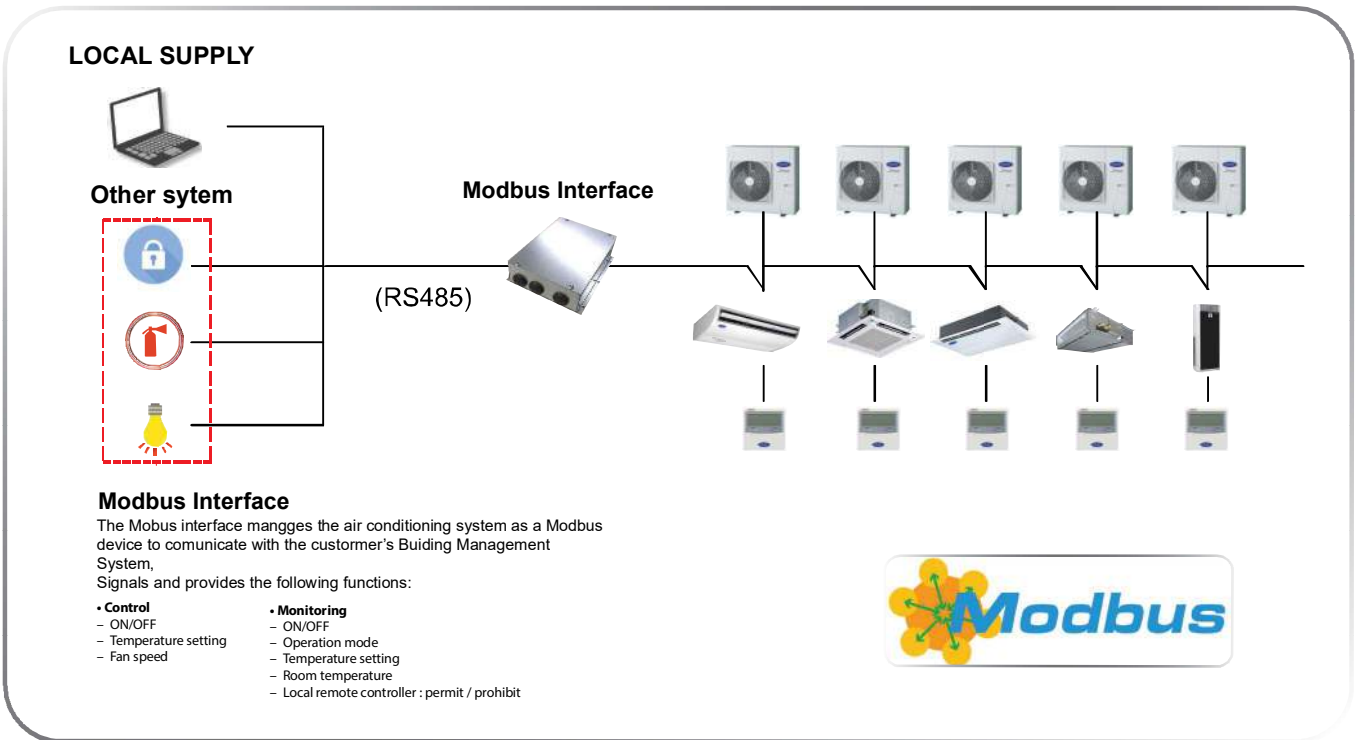 LOCAL SUPPLY
Other sytem
Modbus Interface
(RS485)
Modbus Interface
The Mobus interface mangges the air conditioning system as a Modbus
device to comunicate with the custormer's Buiding Management
System,
Signals and provides the following functions:
• Control
– ON/OFF
– Temperature setting
– Fan speed
• Monitoring
– ON/OFF
– Operation mode
– Temperature setting
– Room temperature
– Local remote controller : permit / prohibit
Modbus